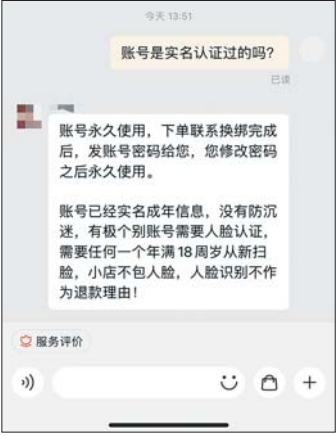 今天 13:51
账号是实名认证过的吗?
已读
账号永久使用，下单联系换绑完成
后，发账号密码给您，您修改密码
之后永久使用。
账号已经实名成年信息，没有防沉
迷，有极个别账号需要人脸认证，
需要任何一个年满18周岁从新扫
脸，小店不包人脸，人脸识别不作
为退款理由！
服务评价